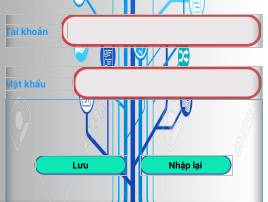 Tài khoản
Mật khẩu
Lưu Nhập lại